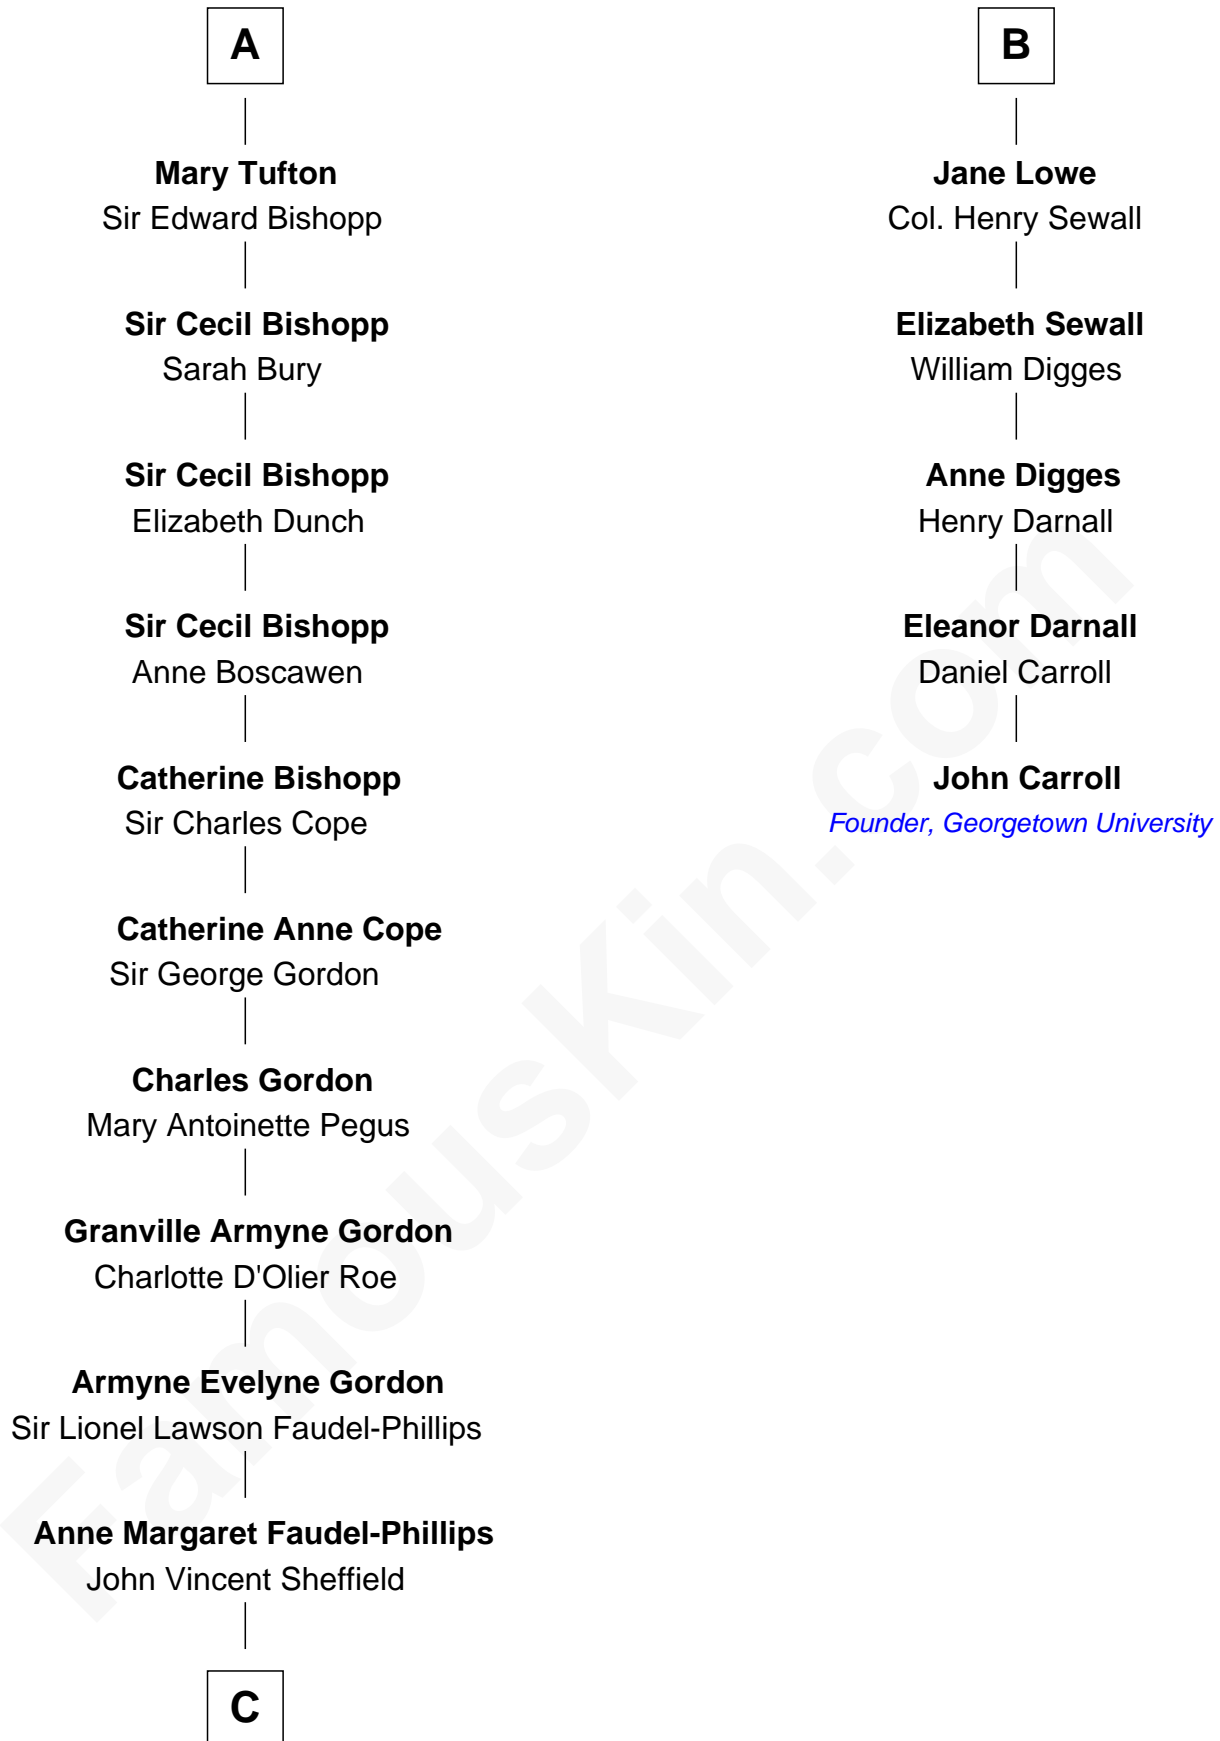 A
Mary Tufton
Sir Edward Bishopp
Sir Cecil Bishopp
Sarah Bury
Sir Cecil Bishopp
Elizabeth Dunch
Sir Cecil Bishopp
Anne Boscawen
Catherine Bishopp
Sir Charles Cope
Catherine Anne Cope
Sir George Gordon
Charles Gordon
Mary Antoinette Pegus
Granville Armyne Gordon
Charlotte D'Olier Roe
Armyne Evelyne Gordon
Sir Lionel Lawson Faudel-Phillips
Anne Margaret Faudel-Phillips
John Vincent Sheffield
C
B
Jane Lowe
Col. Henry Sewall
Elizabeth Sewall
William Digges
Anne Digges
Henry Darnall
Eleanor Darnall
Daniel Carroll
John Carroll
Founder, Georgetown University
FamousKin.com